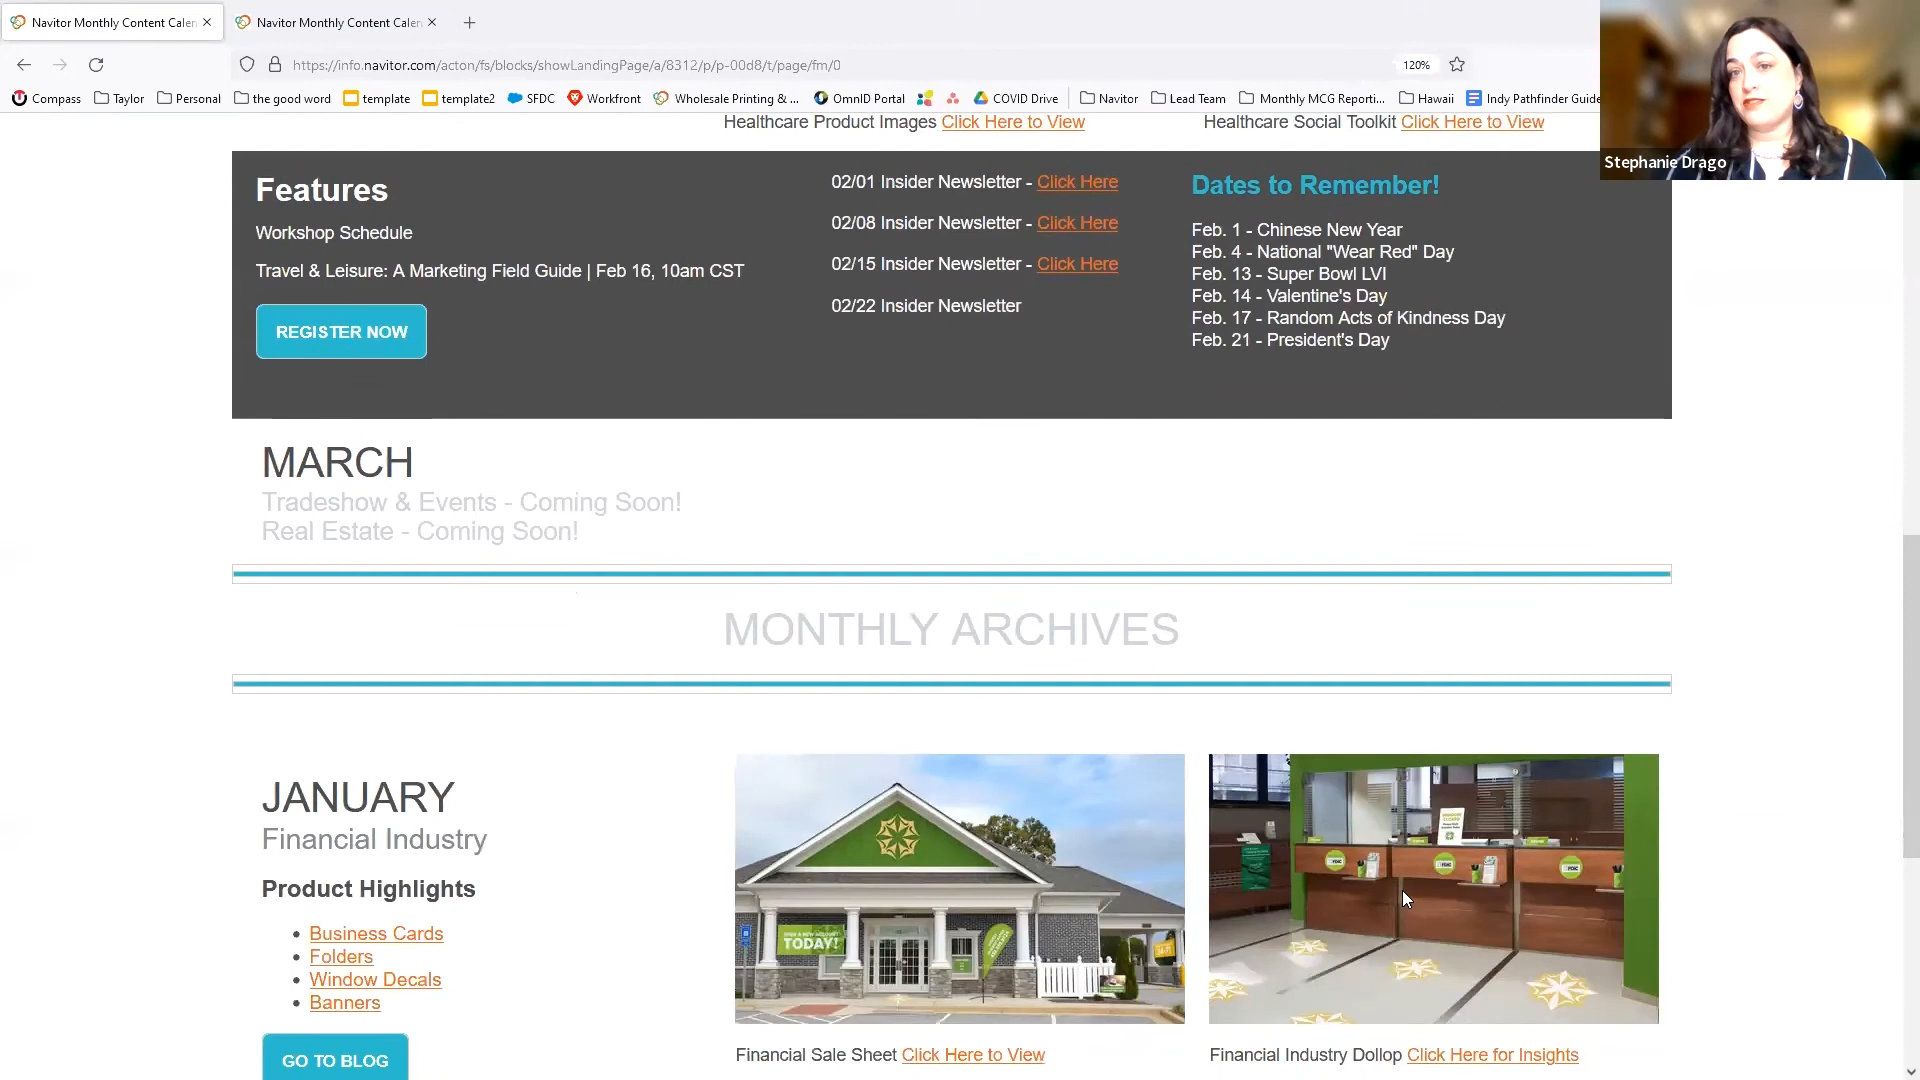 Navitor Monthly Content Calen
Navitor Monthly Content Calen
https://info.navitor.com/acton/fs/blocks/showLandingPage/a/8312/p/p-00d8/t/page/fm/0
120%
Compass
Taylor
Personal
the good word
template
template2
SFDC
Workfront
Wholesale Printing & ...
OmnID Portal
COVID Drive
Navitor
Lead Team
Monthly MCG Reporti...
Hawaii
Indy Pathfinder Guide
Stephanie Drago
Healthcare Product Images Click Here to View
Healthcare Social Toolkit Click Here to View
Features
Workshop Schedule
Travel & Leisure: A Marketing Field Guide | Feb 16, 10am CST
REGISTER NOW
02/01 Insider Newsletter - Click Here
02/08 Insider Newsletter - Click Here
02/15 Insider Newsletter - Click Here
02/22 Insider Newsletter
Dates to Remember!
Feb. 1 - Chinese New Year
Feb. 4 - National "Wear Red" Day
Feb. 13 - Super Bowl LVI
Feb. 14 - Valentine's Day
Feb. 17 - Random Acts of Kindness Day
Feb. 21 - President's Day
MARCH
Tradeshow & Events - Coming Soon!
Real Estate - Coming Soon!
MONTHLY ARCHIVES
JANUARY
Financial Industry
Product Highlights
Business Cards
Folders
Window Decals
Banners
GO TO BLOG
TODAY!
Financial Sale Sheet Click Here to View
Financial Industry Dollop Click Here for Insights